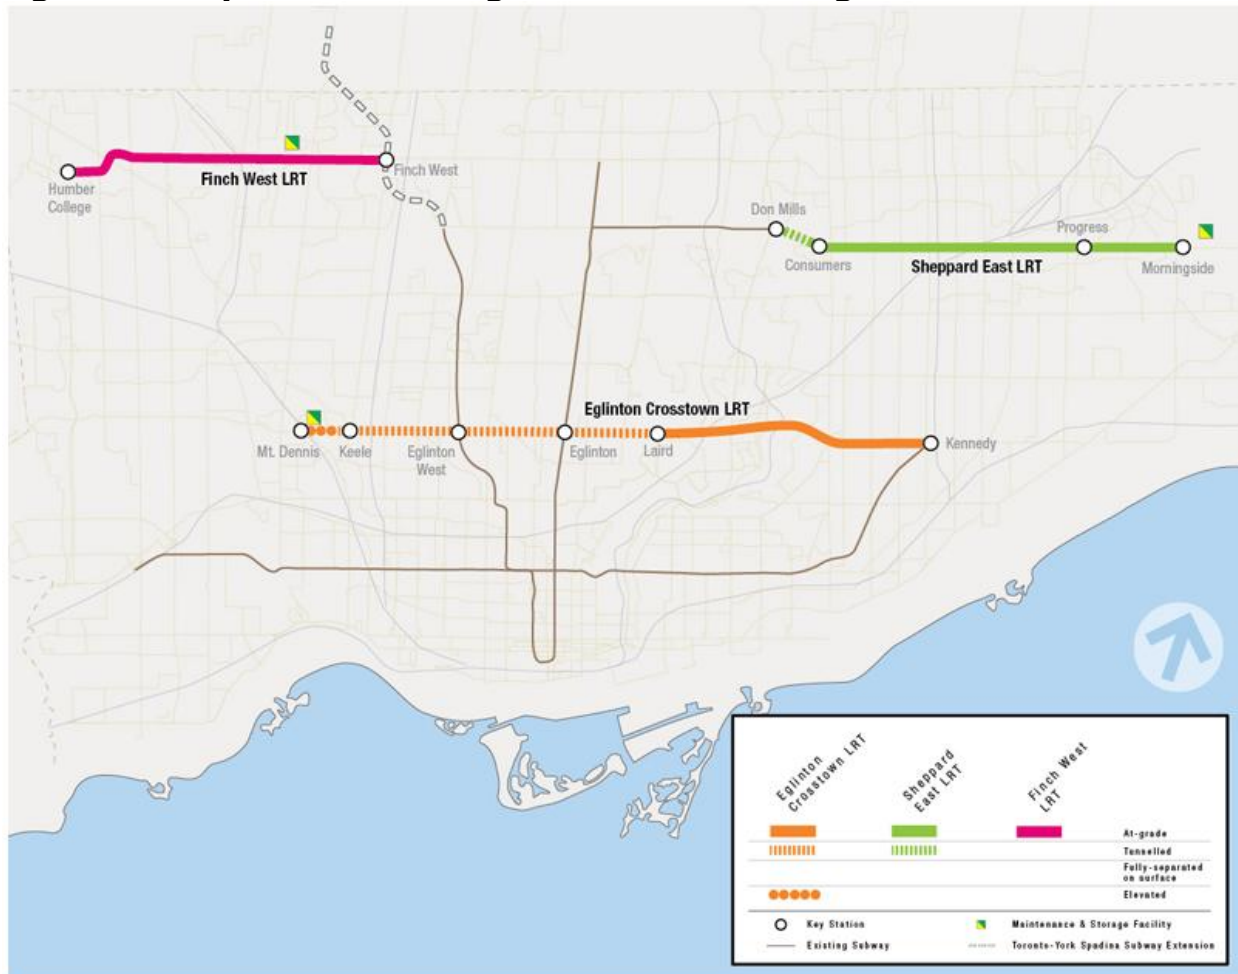 Finch West
Finch West LRT
Humber
College
Don Mills
Consumers
Progress
Sheppard East LRT
Morningside
Eglinton Crosstown LRT
Mt. Dennis
Keele
Eglinton
West
Eglinton
Laird
Kennedy
Eglinton
Crosstown LRT
Sheppard
East LRT
Finch West
LRT
At-grade
Tunnelled
Fully-separated
on surface
Elevated
Key Station
Maintenance & Storage Facility
Existing Subway
Toronto-York Spadina Subway Extension